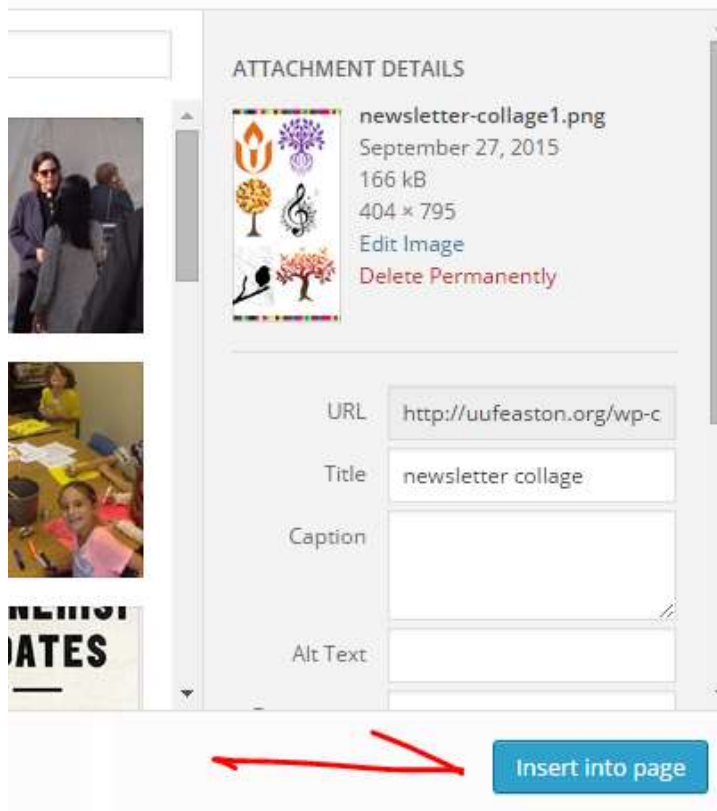 ATTACHMENT DETAILS
newsletter-collage1.png
September 27, 2015
166 kB
404 × 795
Edit Image
Delete Permanently
URL
http://uufeaston.org/wp-c
Title
newsletter collage
Caption
Alt Text
DATES
Insert into page